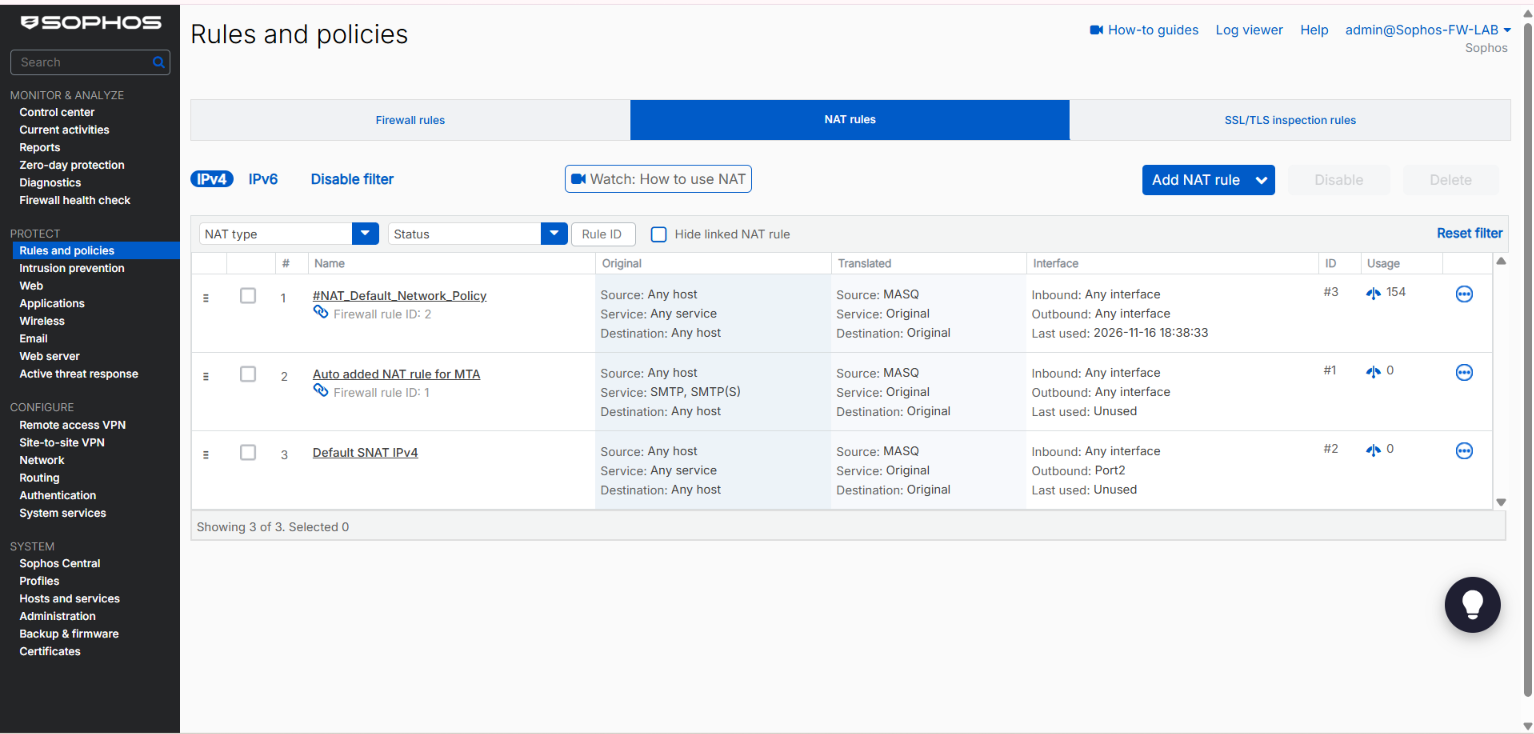 SOPHOS
Search
MONITOR & ANALYZE
Control center
Current activities
Reports
Zero-day protection
Diagnostics
Firewall health check
PROTECT
Rules and policies
Intrusion prevention
Web
Applications
Wireless
Email
Web server
Active threat response
CONFIGURE
Remote access VPN
Site-to-site VPN
Network
Routing
Authentication
System services
SYSTEM
Sophos Central
Profiles
Hosts and services
Administration
Backup & firmware
Certificates
Rules and policies
How-to guides Log viewer Help admin@Sophos-FW-LAB
Sophos
Firewall rules NAT rules SSL/TLS inspection rules
IPv4 IPv6 Disable filter Watch: How to use NAT Add NAT rule Disable Delete
NAT type Status Rule ID Hide linked NAT rule Reset filter
# Name Original Translated Interface ID Usage
1 #NAT_Default_Network_Policy Source: Any host Source: MASQ Inbound: Any interface #3 154
Firewall rule ID: 2 Service: Any service Service: Original Outbound: Any interface
Destination: Any host Destination: Original Last used: 2026-11-16 18:38:33
2 Auto added NAT rule for MTA Source: Any host Source: MASQ Inbound: Any interface #1 0
Firewall rule ID: 1 Service: SMTP, SMTP(S) Service: Original Outbound: Any interface
Destination: Any host Destination: Original Last used: Unused
3 Default SNAT IPv4 Source: Any host Source: MASQ Inbound: Any interface #2 0
Service: Any service Service: Original Outbound: Port2
Destination: Any host Destination: Original Last used: Unused
Showing 3 of 3. Selected 0